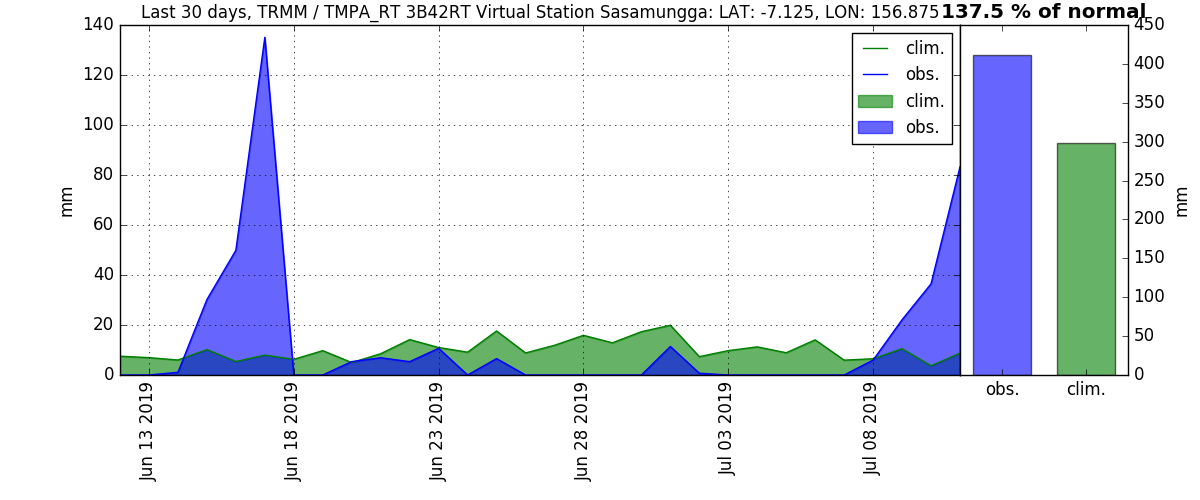 Last 30 days, TRMM / TMPA_RT 3B42RT Virtual Station Sasamungga: LAT: -7.125, LON: 156.875
137.5 % of normal
140
120
100
80
60
40
20
0
mm
Jun 13 2019
Jun 18 2019
Jun 23 2019
Jun 28 2019
Jul 03 2019
Jul 08 2019
clim.
obs.
clim.
obs.
450
400
350
300
250
200
150
100
50
0
mm
obs.
clim.